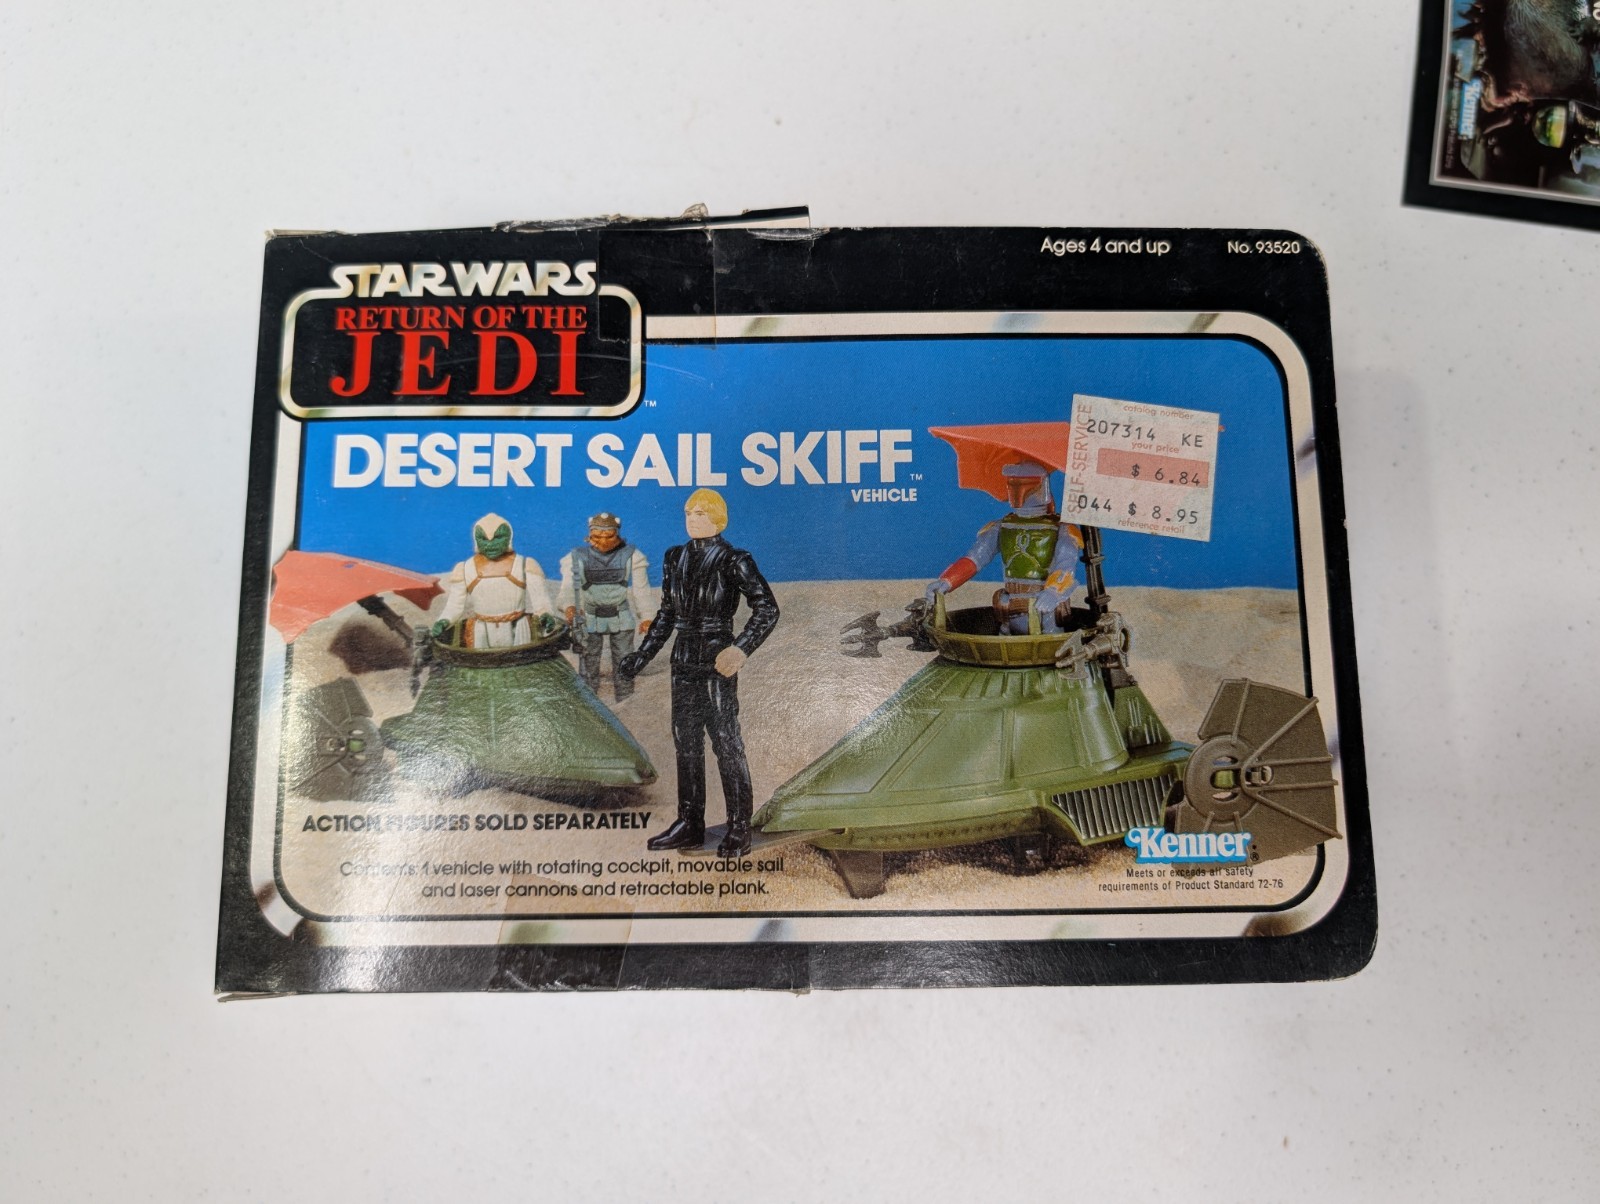 Ages 4 and up
No. 93520
STAR WARS
RETURN OF THE
JEDI
™
DESERT SAIL SKIFF™
VEHICLE
SELF-SERVICE
catalog number
207314 KE
your price
$ 6.84
044 $ 8.95
reference retail
ACTION FIGURES SOLD SEPARATELY
Contents: 1 vehicle with rotating cockpit, movable sail
and laser cannons and retractable plank.
Kenner®
Meets or exceeds all safety
requirements of Product Standard 72-76
Kenner